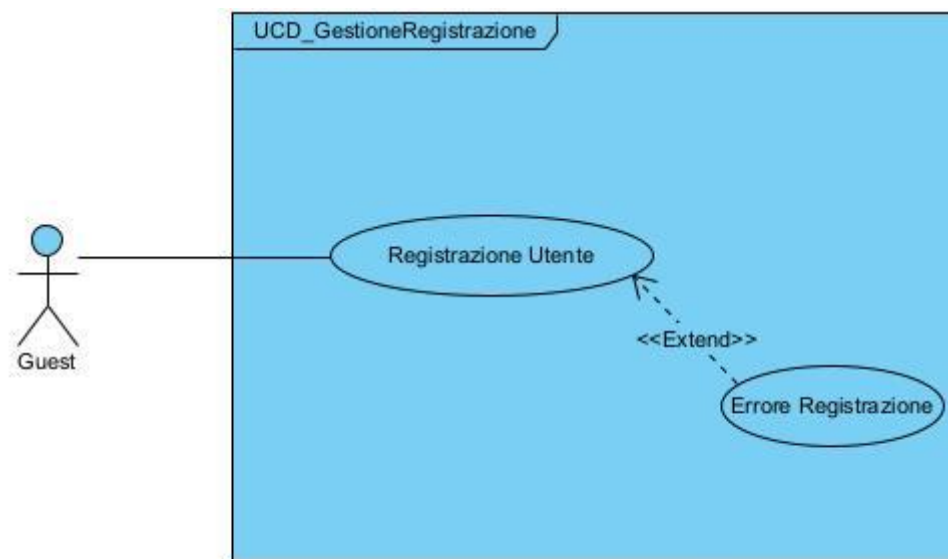 UCD_GestioneRegistrazione
Registrazione Utente
<<Extend>>
Guest
Errore Registrazione